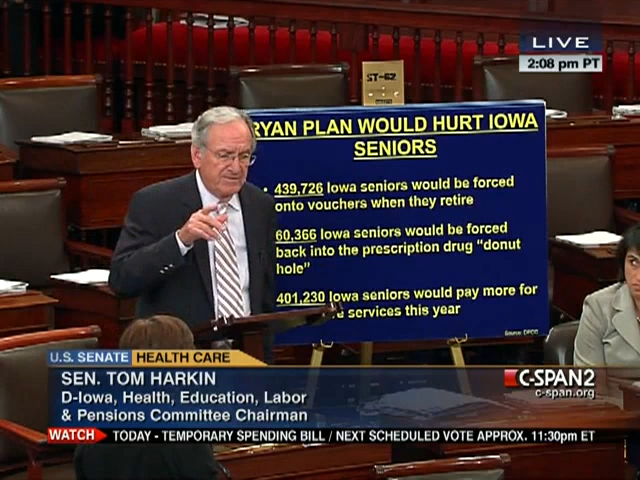 LIVE
2:08 pm PT
ST-62
RYAN PLAN WOULD HURT IOWA
SENIORS
• 439,726 Iowa seniors would be forced
onto vouchers when they retire
60,366 Iowa seniors would be forced
back into the prescription drug “donut
hole”
401,230 Iowa seniors would pay more for
services this year
Source: DPCC
U.S. SENATE HEALTH CARE
SEN. TOM HARKIN
D-Iowa, Health, Education, Labor
& Pensions Committee Chairman
C-SPAN2
c-span.org
WATCH TODAY - TEMPORARY SPENDING BILL / NEXT SCHEDULED VOTE APPROX. 11:30pm ET